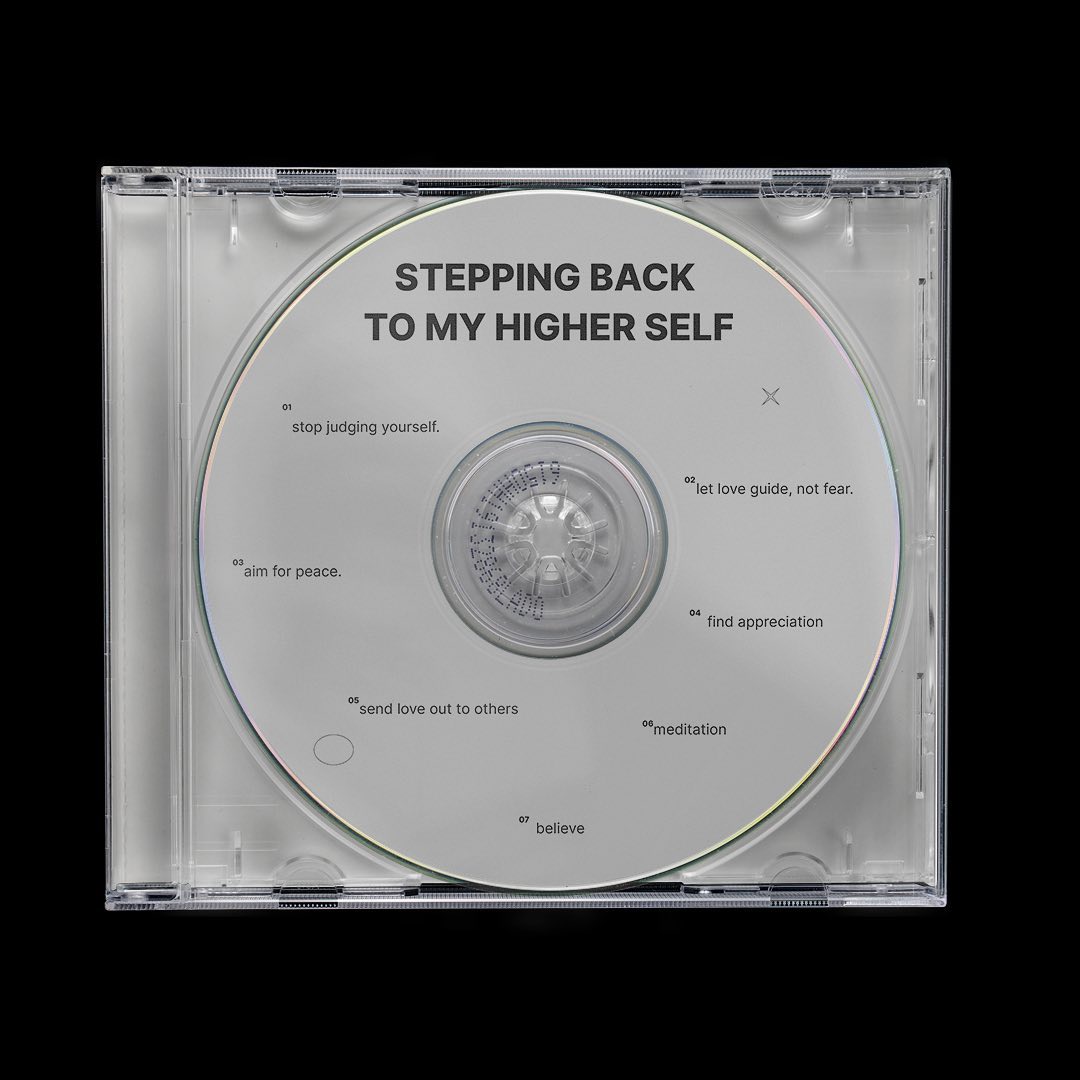 STEPPING BACK
TO MY HIGHER SELF
01
stop judging yourself.
02 let love guide, not fear.
03 aim for peace.
04 find appreciation
05 send love out to others
06 meditation
07 believe